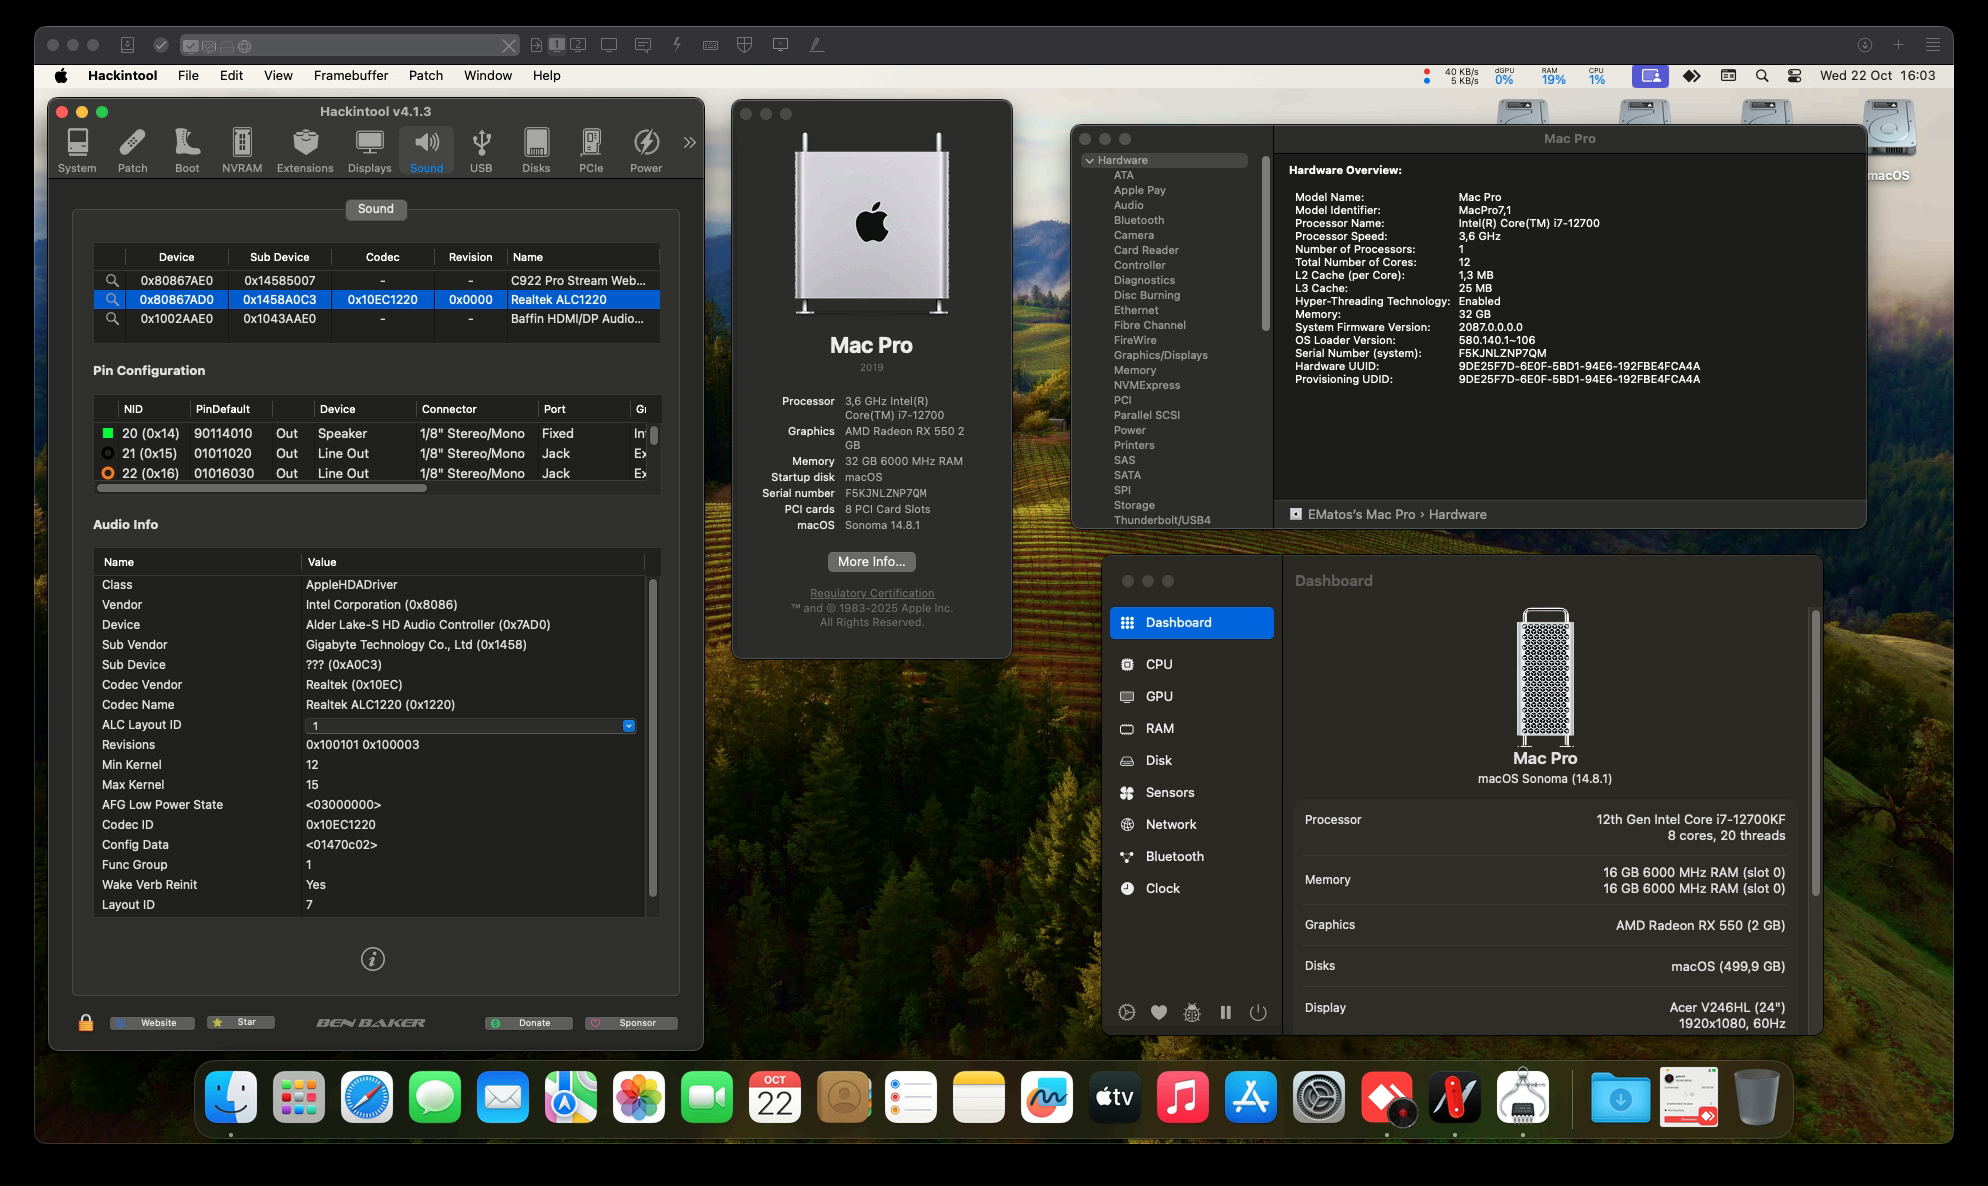 1 2
Hackintool File Edit View Framebuffer Patch Window Help
40 KB/s
5 KB/s
dGPU
0%
RAM
19%
CPU
1%
Wed 22 Oct 16:03
macOS
Hackintool v4.1.3
System Patch Boot NVRAM Extensions Displays Sound USB Disks PCIe Power
Sound
Device Sub Device Codec Revision Name
0x80867AE0 0x14585007 - - C922 Pro Stream Web...
0x80867AD0 0x1458A0C3 0x10EC1220 0x0000 Realtek ALC1220
0x1002AAE0 0x1043AAE0 - - Baffin HDMI/DP Audio...
Pin Configuration
NID PinDefault Device Connector Port
20 (0x14) 90114010 Out Speaker 1/8" Stereo/Mono Fixed
21 (0x15) 01011020 Out Line Out 1/8" Stereo/Mono Jack
22 (0x16) 01016030 Out Line Out 1/8" Stereo/Mono Jack
Audio Info
Name Value
Class AppleHDADriver
Vendor Intel Corporation (0x8086)
Device Alder Lake-S HD Audio Controller (0x7AD0)
Sub Vendor Gigabyte Technology Co., Ltd (0x1458)
Sub Device ??? (0xA0C3)
Codec Vendor Realtek (0x10EC)
Codec Name Realtek ALC1220 (0x1220)
ALC Layout ID 1
Revisions 0x100101 0x100003
Min Kernel 12
Max Kernel 15
AFG Low Power State <03000000>
Codec ID 0x10EC1220
Config Data <01470c02>
Func Group 1
Wake Verb Reinit Yes
Layout ID 7
Website Star BEN BAKER Donate Sponsor
Mac Pro
2019
Processor 3,6 GHz Intel(R)
Core(TM) i7-12700
Graphics AMD Radeon RX 550 2
GB
Memory 32 GB 6000 MHz RAM
Startup disk macOS
Serial number F5KJNLZNP7QM
PCI cards 8 PCI Card Slots
macOS Sonoma 14.8.1
More Info...
Regulatory Certification
™ and © 1983-2025 Apple Inc.
All Rights Reserved.
Mac Pro
Hardware
ATA
Apple Pay
Audio
Bluetooth
Camera
Card Reader
Controller
Diagnostics
Disc Burning
Ethernet
Fibre Channel
FireWire
Graphics/Displays
Memory
NVMExpress
PCI
Parallel SCSI
Power
Printers
SAS
SATA
SPI
Storage
Thunderbolt/USB4
Hardware Overview:
Model Name: Mac Pro
Model Identifier: MacPro7,1
Processor Name: Intel(R) Core(TM) i7-12700
Processor Speed: 3,6 GHz
Number of Processors: 1
Total Number of Cores: 12
L2 Cache (per Core): 1,3 MB
L3 Cache: 25 MB
Hyper-Threading Technology: Enabled
Memory: 32 GB
System Firmware Version: 2087.0.0.0.0
OS Loader Version: 580.140.1~106
Serial Number (system): F5KJNLZNP7QM
Hardware UUID: 9DE25F7D-6E0F-5BD1-94E6-192FBE4FCA4A
Provisioning UDID: 9DE25F7D-6E0F-5BD1-94E6-192FBE4FCA4A
EMatos's Mac Pro › Hardware
Dashboard
Dashboard
CPU
GPU
RAM
Disk
Sensors
Network
Bluetooth
Clock
Mac Pro
macOS Sonoma (14.8.1)
Processor 12th Gen Intel Core i7-12700KF
8 cores, 20 threads
Memory 16 GB 6000 MHz RAM (slot 0)
16 GB 6000 MHz RAM (slot 0)
Graphics AMD Radeon RX 550 (2 GB)
Disks macOS (499,9 GB)
Display Acer V246HL (24")
1920x1080, 60Hz
OCT
22
tv